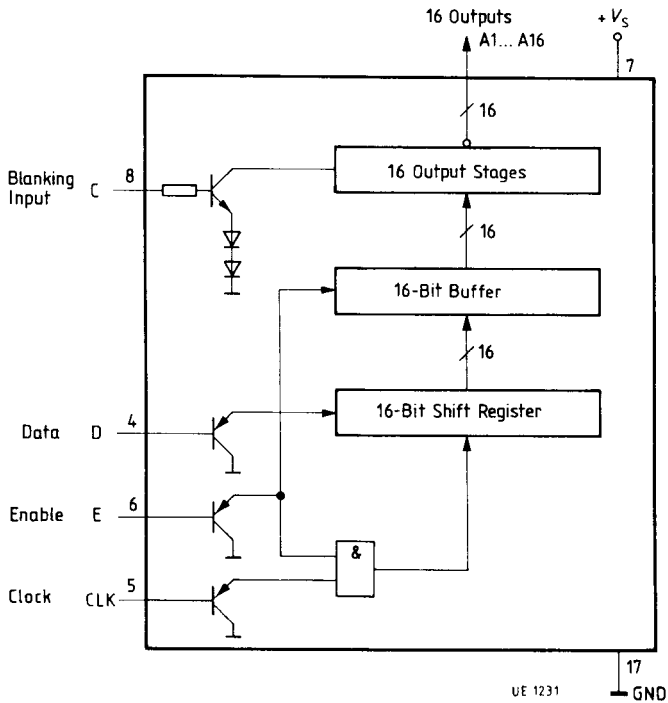 16 Outputs
A1... A16
+ VS
7
16
16 Output Stages
8
Blanking
Input C
16
16-Bit Buffer
16
16-Bit Shift Register
4
Data D
6
Enable E
&
5
Clock CLK
17
UE 1231
GND